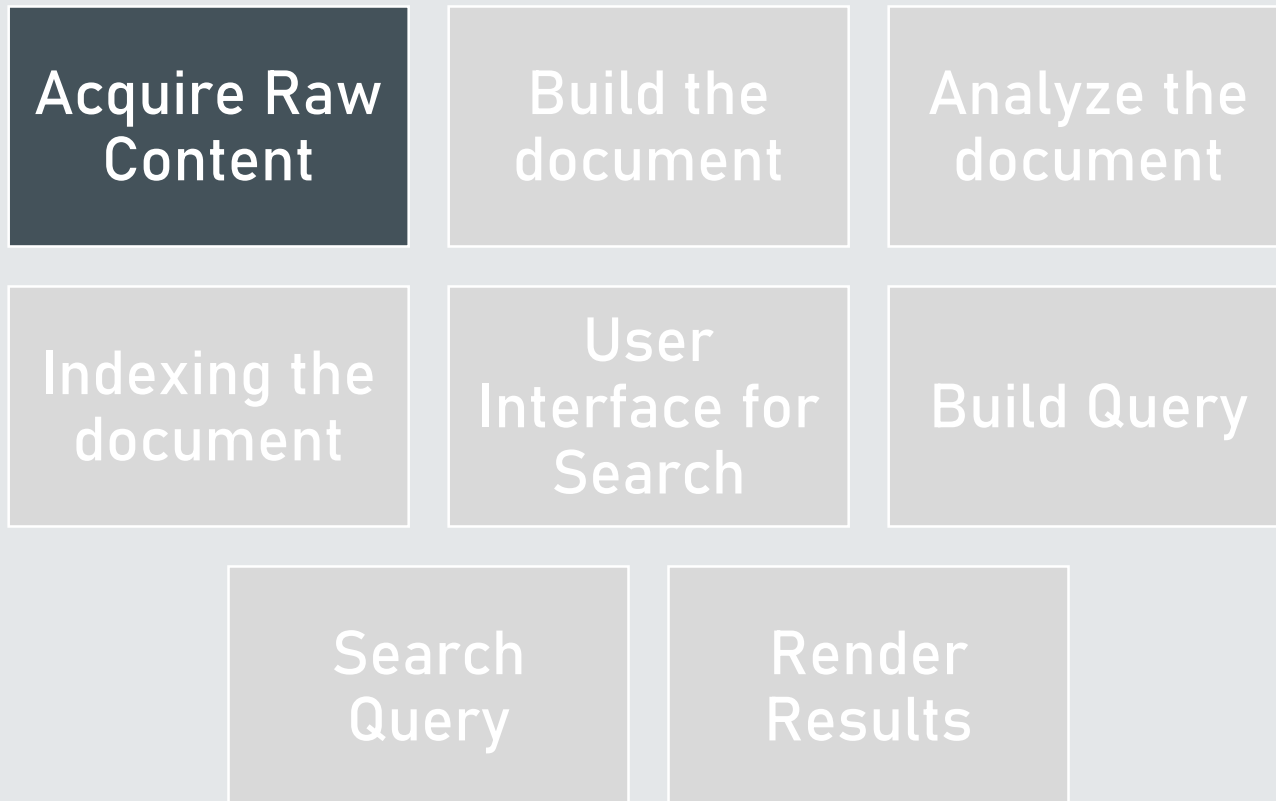 Acquire Raw
Content
Build the
document
Analyze the
document
Indexing the
document
User
Interface for
Search
Build Query
Search
Query
Render
Results